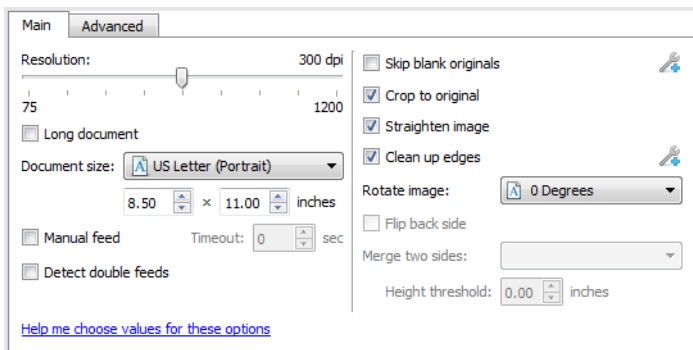 Main
Advanced
Resolution:
300 dpi
75
1200
Long document
Document size:
US Letter (Portrait)
8.50 × 11.00 inches
Manual feed
Timeout: 0 sec
Detect double feeds
Help me choose values for these options
Skip blank originals
Crop to original
Straighten image
Clean up edges
Rotate image:
0 Degrees
Flip back side
Merge two sides:
Height threshold: 0.00 inches